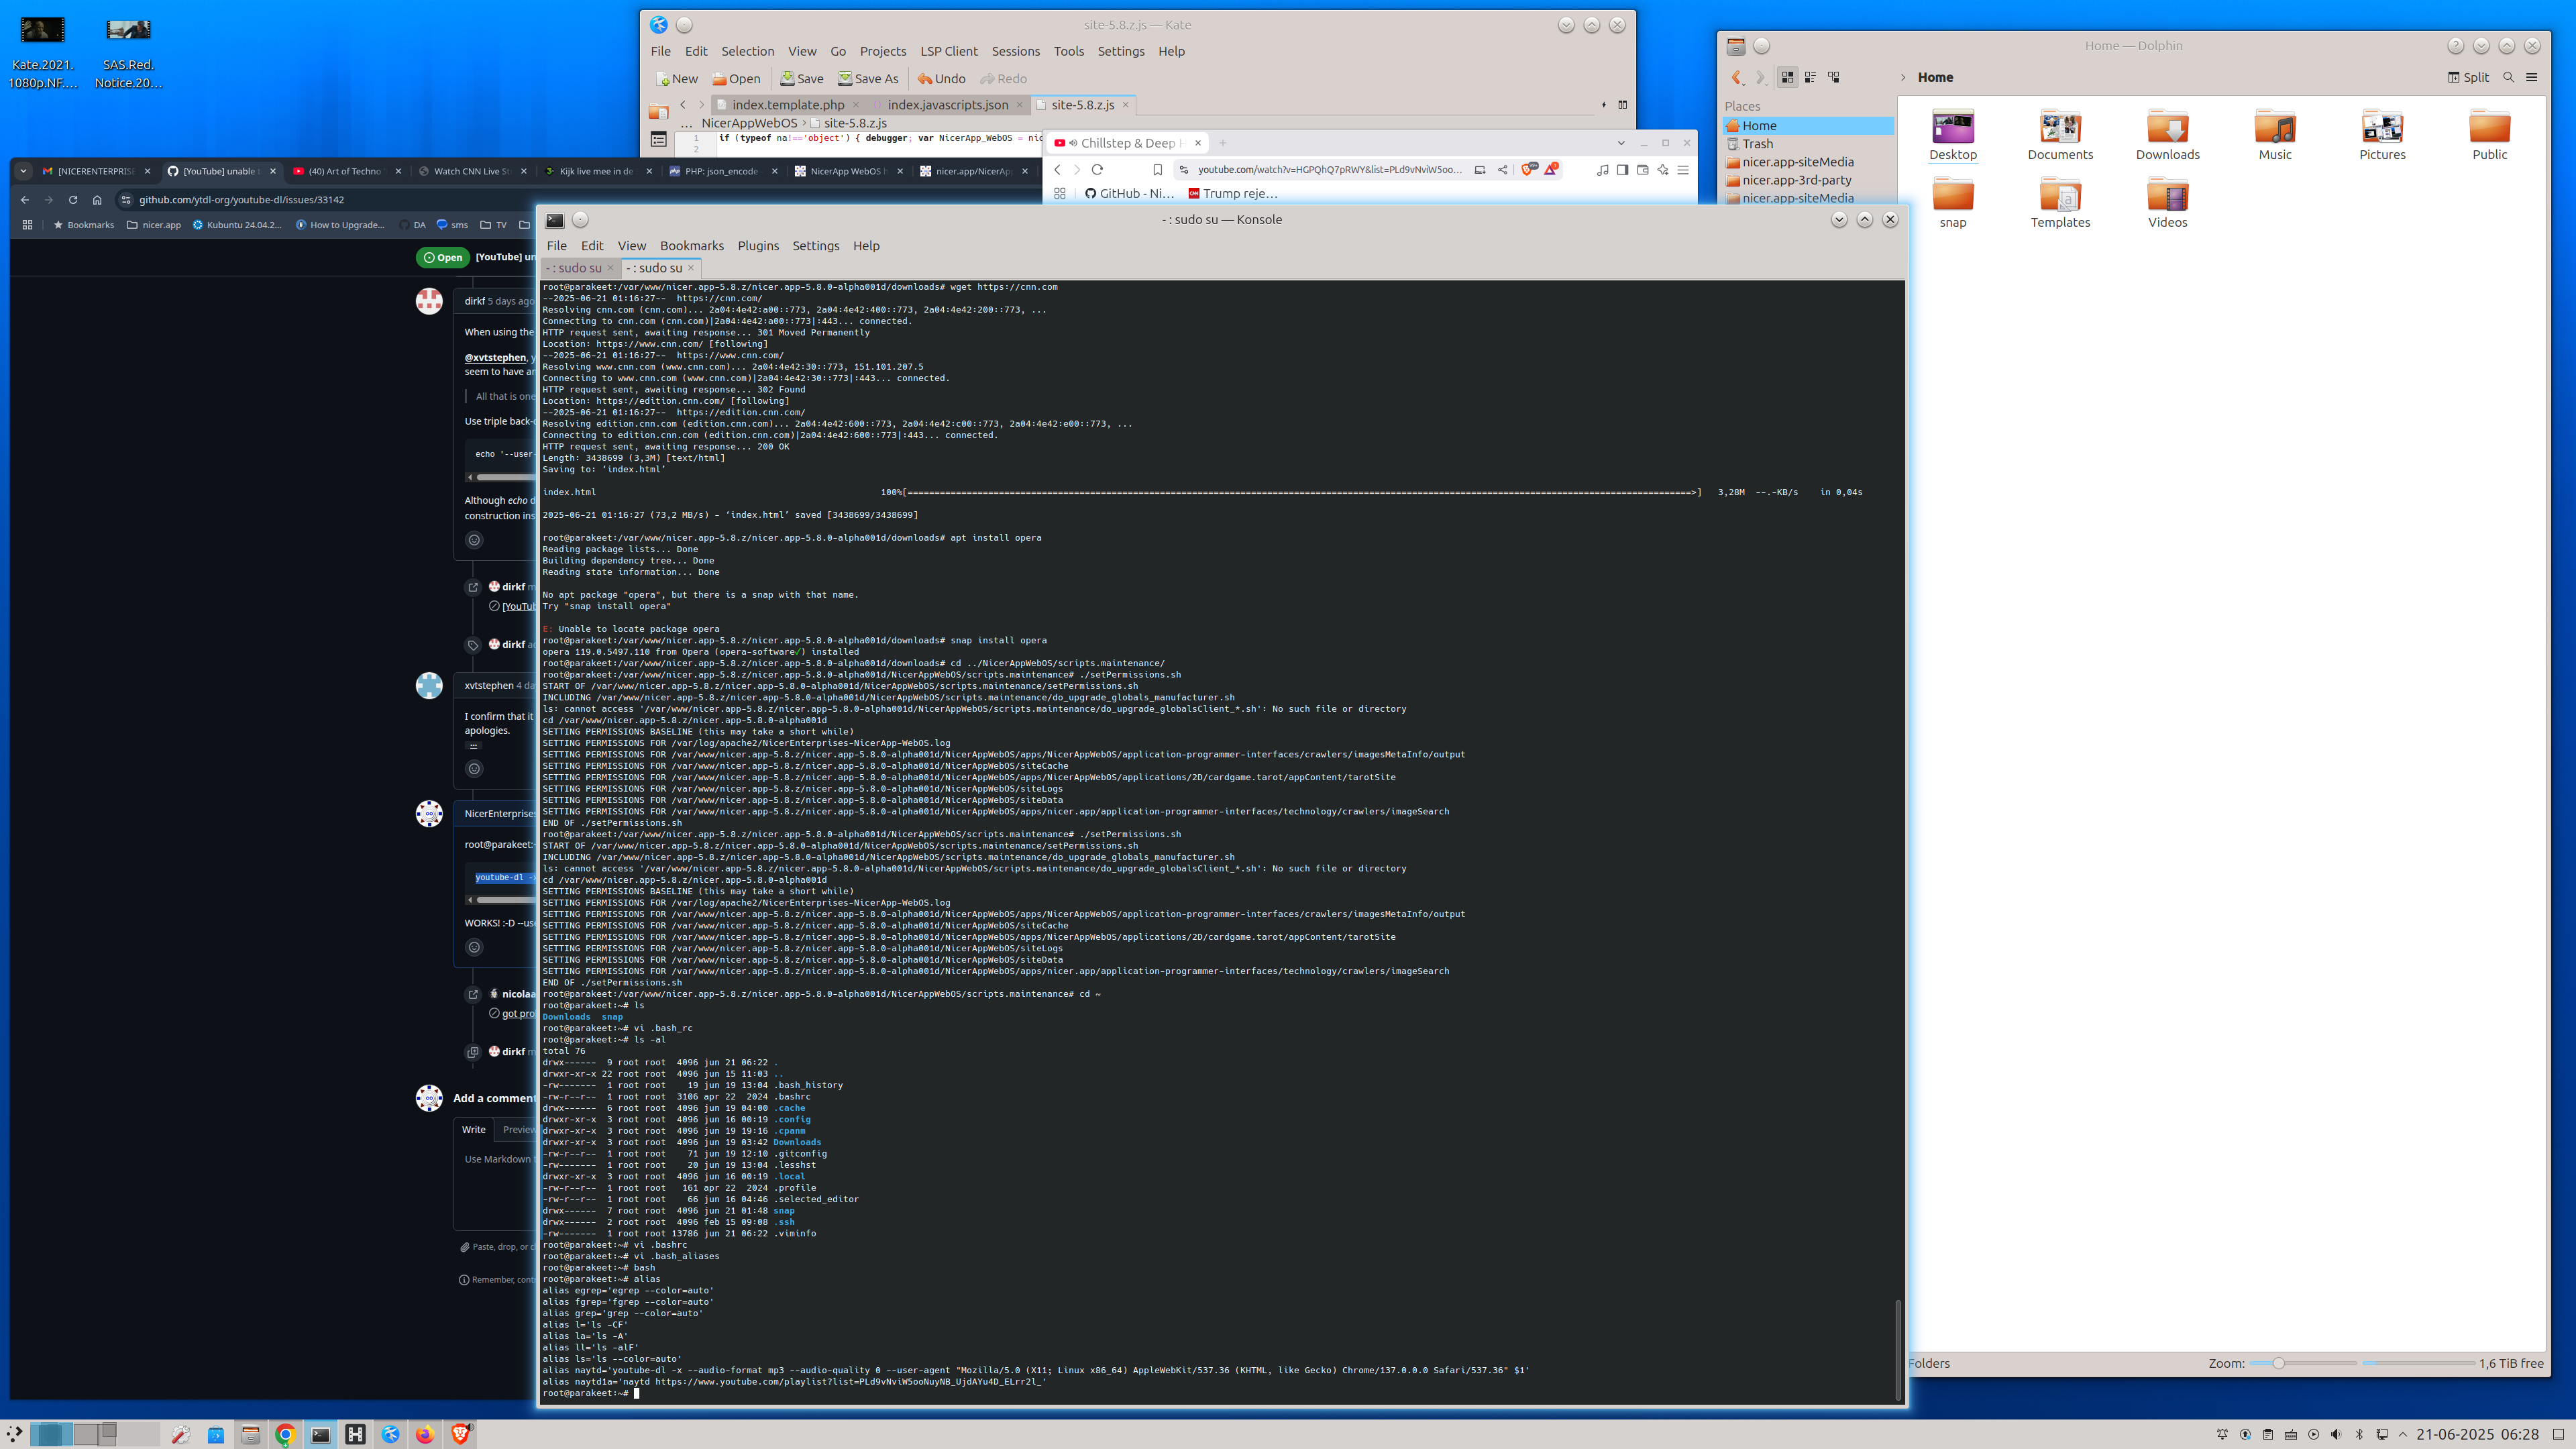 Kate.2021.
1080p.NF....
SAS.Red.
Notice.20...
site-5.8.z.js — Kate
File Edit Selection View Go Projects LSP Client Sessions Tools Settings Help
New Open Save Save As Undo Redo
index.template.php index.javascripts.json site-5.8.z.js
... NicerAppWebOS > site-5.8.z.js
1 if (typeof na!=='object') { debugger; var NicerApp_WebOS = nic
2
Home — Dolphin
Home Split
Places
Home
Trash
nicer.app-siteMedia
nicer.app-3rd-party
nicer.app-siteMedia
Desktop Documents Downloads Music Pictures Public
snap Templates Videos
Folders Zoom: 1,6 TiB free
Chillstep & Deep H
youtube.com/watch?v=HGPQhQ7pRWY&list=PLd9vNviW5oo...
GitHub - Ni... Trump reje...
[NICERENTERPRISE [YouTube] unable t (40) Art of Techno Watch CNN Live St Kijk live mee in de PHP: json_encode - NicerApp WebOS h nicer.app/NicerApp
github.com/ytdl-org/youtube-dl/issues/33142
Bookmarks nicer.app Kubuntu 24.04.2... How to Upgrade... DA sms TV
Open [YouTube] un
dirkf 5 days ago
When using the
@xvtstephen, y
seem to have an
All that is one
Use triple back-
echo '--user-
Although echo d
construction ins
dirkf m
[YouTub
dirkf a
xvtstephen 4 da
I confirm that it
apologies.
...
NicerEnterprises
root@parakeet:~
youtube-dl -x
WORKS! :-D --use
nicolaa
got pro
dirkf m
Add a comment
Write Preview
Use Markdown t
Paste, drop, or c
Remember, contr
- : sudo su — Konsole
File Edit View Bookmarks Plugins Settings Help
- : sudo su - : sudo su
root@parakeet:/var/www/nicer.app-5.8.z/nicer.app-5.8.0-alpha001d/downloads# wget https://cnn.com
--2025-06-21 01:16:27--  https://cnn.com/
Resolving cnn.com (cnn.com)... 2a04:4e42:a00::773, 2a04:4e42:400::773, 2a04:4e42:200::773, ...
Connecting to cnn.com (cnn.com)|2a04:4e42:a00::773|:443... connected.
HTTP request sent, awaiting response... 301 Moved Permanently
Location: https://www.cnn.com/ [following]
--2025-06-21 01:16:27--  https://www.cnn.com/
Resolving www.cnn.com (www.cnn.com)... 2a04:4e42:30::773, 151.101.207.5
Connecting to www.cnn.com (www.cnn.com)|2a04:4e42:30::773|:443... connected.
HTTP request sent, awaiting response... 302 Found
Location: https://edition.cnn.com/ [following]
--2025-06-21 01:16:27--  https://edition.cnn.com/
Resolving edition.cnn.com (edition.cnn.com)... 2a04:4e42:600::773, 2a04:4e42:c00::773, 2a04:4e42:e00::773, ...
Connecting to edition.cnn.com (edition.cnn.com)|2a04:4e42:600::773|:443... connected.
HTTP request sent, awaiting response... 200 OK
Length: 3438699 (3,3M) [text/html]
Saving to: ‘index.html’
index.html 100%[===================>] 3,28M --.-KB/s in 0,04s
2025-06-21 01:16:27 (73,2 MB/s) - ‘index.html’ saved [3438699/3438699]
root@parakeet:/var/www/nicer.app-5.8.z/nicer.app-5.8.0-alpha001d/downloads# apt install opera
Reading package lists... Done
Building dependency tree... Done
Reading state information... Done
No apt package "opera", but there is a snap with that name.
Try "snap install opera"
E: Unable to locate package opera
root@parakeet:/var/www/nicer.app-5.8.z/nicer.app-5.8.0-alpha001d/downloads# snap install opera
opera 119.0.5497.110 from Opera (opera-software✓) installed
root@parakeet:/var/www/nicer.app-5.8.z/nicer.app-5.8.0-alpha001d/downloads# cd ../NicerAppWebOS/scripts.maintenance/
root@parakeet:/var/www/nicer.app-5.8.z/nicer.app-5.8.0-alpha001d/NicerAppWebOS/scripts.maintenance# ./setPermissions.sh
START OF /var/www/nicer.app-5.8.z/nicer.app-5.8.0-alpha001d/NicerAppWebOS/scripts.maintenance/setPermissions.sh
INCLUDING /var/www/nicer.app-5.8.z/nicer.app-5.8.0-alpha001d/NicerAppWebOS/scripts.maintenance/do_upgrade_globals_manufacturer.sh
ls: cannot access '/var/www/nicer.app-5.8.z/nicer.app-5.8.0-alpha001d/NicerAppWebOS/scripts.maintenance/do_upgrade_globalsClient_*.sh': No such file or directory
cd /var/www/nicer.app-5.8.z/nicer.app-5.8.0-alpha001d
SETTING PERMISSIONS BASELINE (this may take a short while)
SETTING PERMISSIONS FOR /var/log/apache2/NicerEnterprises-NicerApp-WebOS.log
SETTING PERMISSIONS FOR /var/www/nicer.app-5.8.z/nicer.app-5.8.0-alpha001d/NicerAppWebOS/apps/NicerAppWebOS/application-programmer-interfaces/crawlers/imagesMetaInfo/output
SETTING PERMISSIONS FOR /var/www/nicer.app-5.8.z/nicer.app-5.8.0-alpha001d/NicerAppWebOS/siteCache
SETTING PERMISSIONS FOR /var/www/nicer.app-5.8.z/nicer.app-5.8.0-alpha001d/NicerAppWebOS/apps/NicerAppWebOS/applications/2D/cardgame.tarot/appContent/tarotSite
SETTING PERMISSIONS FOR /var/www/nicer.app-5.8.z/nicer.app-5.8.0-alpha001d/NicerAppWebOS/siteLogs
SETTING PERMISSIONS FOR /var/www/nicer.app-5.8.z/nicer.app-5.8.0-alpha001d/NicerAppWebOS/siteData
SETTING PERMISSIONS FOR /var/www/nicer.app-5.8.z/nicer.app-5.8.0-alpha001d/NicerAppWebOS/apps/nicer.app/application-programmer-interfaces/technology/crawlers/imageSearch
END OF ./setPermissions.sh
root@parakeet:/var/www/nicer.app-5.8.z/nicer.app-5.8.0-alpha001d/NicerAppWebOS/scripts.maintenance# ./setPermissions.sh
START OF /var/www/nicer.app-5.8.z/nicer.app-5.8.0-alpha001d/NicerAppWebOS/scripts.maintenance/setPermissions.sh
INCLUDING /var/www/nicer.app-5.8.z/nicer.app-5.8.0-alpha001d/NicerAppWebOS/scripts.maintenance/do_upgrade_globals_manufacturer.sh
ls: cannot access '/var/www/nicer.app-5.8.z/nicer.app-5.8.0-alpha001d/NicerAppWebOS/scripts.maintenance/do_upgrade_globalsClient_*.sh': No such file or directory
cd /var/www/nicer.app-5.8.z/nicer.app-5.8.0-alpha001d
SETTING PERMISSIONS BASELINE (this may take a short while)
SETTING PERMISSIONS FOR /var/log/apache2/NicerEnterprises-NicerApp-WebOS.log
SETTING PERMISSIONS FOR /var/www/nicer.app-5.8.z/nicer.app-5.8.0-alpha001d/NicerAppWebOS/apps/NicerAppWebOS/application-programmer-interfaces/crawlers/imagesMetaInfo/output
SETTING PERMISSIONS FOR /var/www/nicer.app-5.8.z/nicer.app-5.8.0-alpha001d/NicerAppWebOS/siteCache
SETTING PERMISSIONS FOR /var/www/nicer.app-5.8.z/nicer.app-5.8.0-alpha001d/NicerAppWebOS/apps/NicerAppWebOS/applications/2D/cardgame.tarot/appContent/tarotSite
SETTING PERMISSIONS FOR /var/www/nicer.app-5.8.z/nicer.app-5.8.0-alpha001d/NicerAppWebOS/siteLogs
SETTING PERMISSIONS FOR /var/www/nicer.app-5.8.z/nicer.app-5.8.0-alpha001d/NicerAppWebOS/siteData
SETTING PERMISSIONS FOR /var/www/nicer.app-5.8.z/nicer.app-5.8.0-alpha001d/NicerAppWebOS/apps/nicer.app/application-programmer-interfaces/technology/crawlers/imageSearch
END OF ./setPermissions.sh
root@parakeet:/var/www/nicer.app-5.8.z/nicer.app-5.8.0-alpha001d/NicerAppWebOS/scripts.maintenance# cd ~
root@parakeet:~# ls
Downloads  snap
root@parakeet:~# vi .bash_rc
root@parakeet:~# ls -al
total 76
drwx------  9 root root  4096 jun 21 06:22 .
drwxr-xr-x 22 root root  4096 jun 15 11:03 ..
-rw-------  1 root root    19 jun 19 13:04 .bash_history
-rw-r--r--  1 root root  3106 apr 22  2024 .bashrc
drwx------  6 root root  4096 jun 19 04:00 .cache
drwxr-xr-x  3 root root  4096 jun 16 00:19 .config
drwxr-xr-x  3 root root  4096 jun 19 19:16 .cpanm
drwxr-xr-x  3 root root  4096 jun 19 03:42 Downloads
-rw-r--r--  1 root root    71 jun 19 12:10 .gitconfig
-rw-------  1 root root    20 jun 19 13:04 .lesshst
drwxr-xr-x  3 root root  4096 jun 16 00:19 .local
-rw-r--r--  1 root root   161 apr 22  2024 .profile
-rw-r--r--  1 root root    66 jun 16 04:46 .selected_editor
drwx------  7 root root  4096 jun 21 01:48 snap
drwx------  2 root root  4096 feb 15 09:08 .ssh
-rw-------  1 root root 13786 jun 21 06:22 .viminfo
root@parakeet:~# vi .bashrc
root@parakeet:~# vi .bash_aliases
root@parakeet:~# bash
root@parakeet:~# alias
alias egrep='egrep --color=auto'
alias fgrep='fgrep --color=auto'
alias grep='grep --color=auto'
alias l='ls -CF'
alias la='ls -A'
alias ll='ls -alF'
alias ls='ls --color=auto'
alias naytd='youtube-dl -x --audio-format mp3 --audio-quality 0 --user-agent "Mozilla/5.0 (X11; Linux x86_64) AppleWebKit/537.36 (KHTML, like Gecko) Chrome/137.0.0.0 Safari/537.36" $1'
alias naytd1a='naytd https://www.youtube.com/playlist?list=PLd9vNviW5ooNuyNB_UjdAYu4D_ELrr2l_'
root@parakeet:~#
21-06-2025 06:28